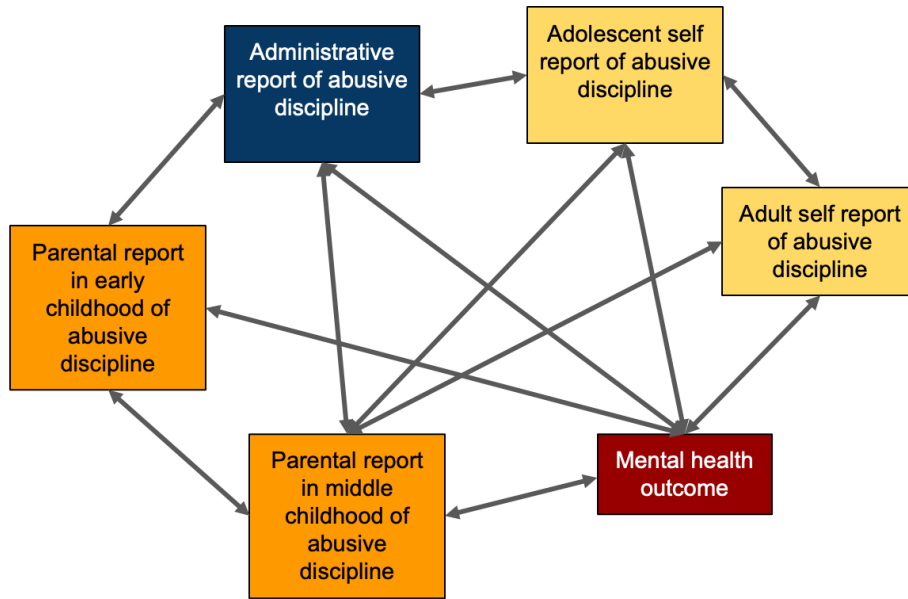 Administrative
report of abusive
discipline
Adolescent self
report of abusive
discipline
Adult self report
of abusive
discipline
Parental report
in early
childhood of
abusive
discipline
Parental report
in middle
childhood of
abusive
discipline
Mental health
outcome